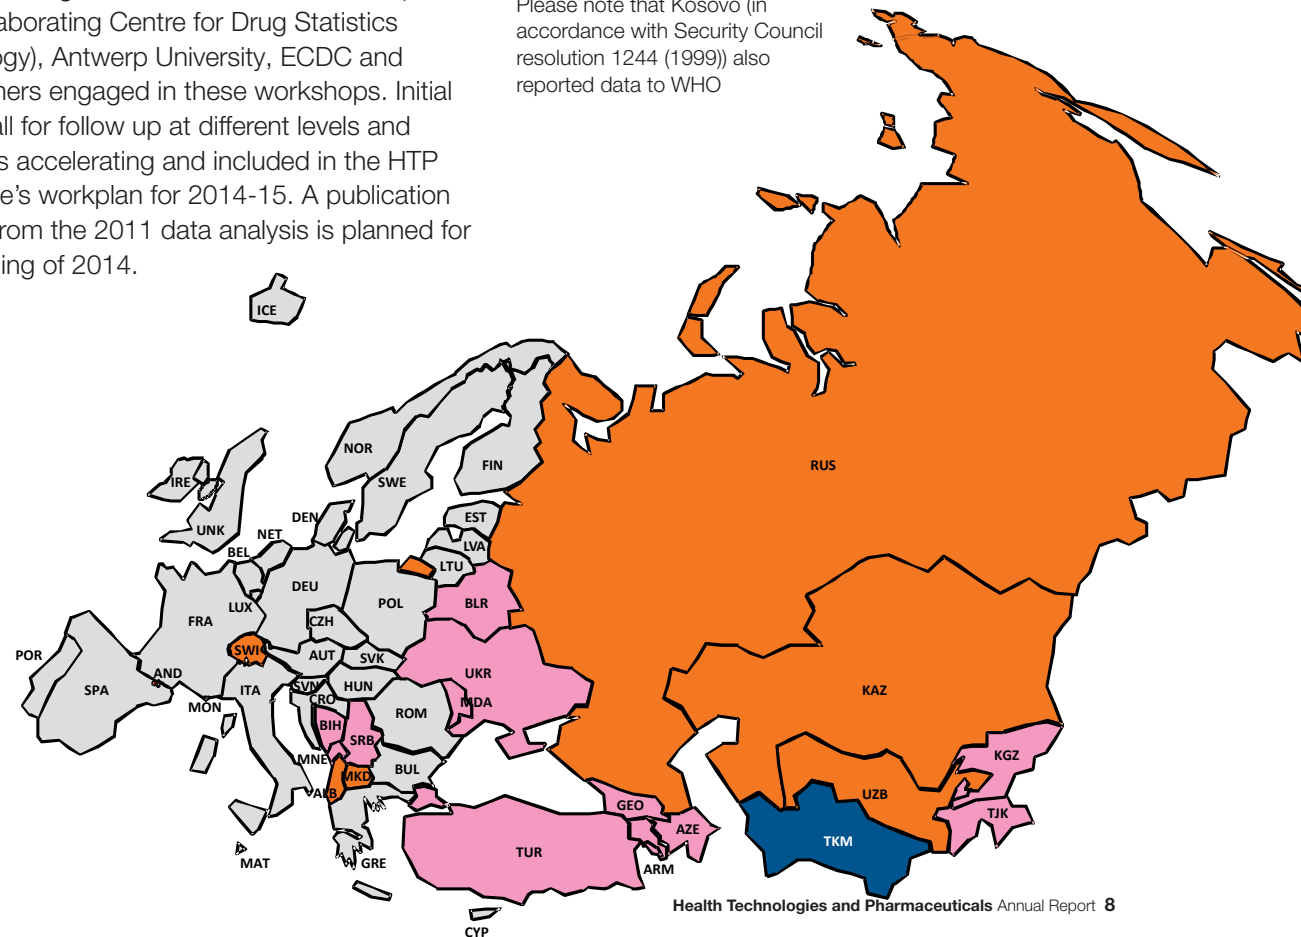 aborating Centre for Drug Statistics
ogy), Antwerp University, ECDC and
ners engaged in these workshops. Initial
all for follow up at different levels and
s accelerating and included in the HTP
e's workplan for 2014-15. A publication
rom the 2011 data analysis is planned for
ing of 2014.
Please note that Kosovo (in
accordance with Security Council
resolution 1244 (1999)) also
reported data to WHO
ICE
NOR
FIN
RUS
IRE
SWE
UNK
DEN
EST
NET
LVA
BEL
LTU
DEU
LUX
POL
BLR
FRA
CZH
SWI
AUT
SVK
POR
AND
UKR
SPA
ITA
SVN
HUN
KAZ
MON
CRO
MDA
BIH
ROM
SRB
MNE
BUL
KGZ
MKD
ALB
UZB
GEO
TJK
AZE
TKM
TUR
MAT
GRE
ARM
CYP
Health Technologies and Pharmaceuticals Annual Report 8